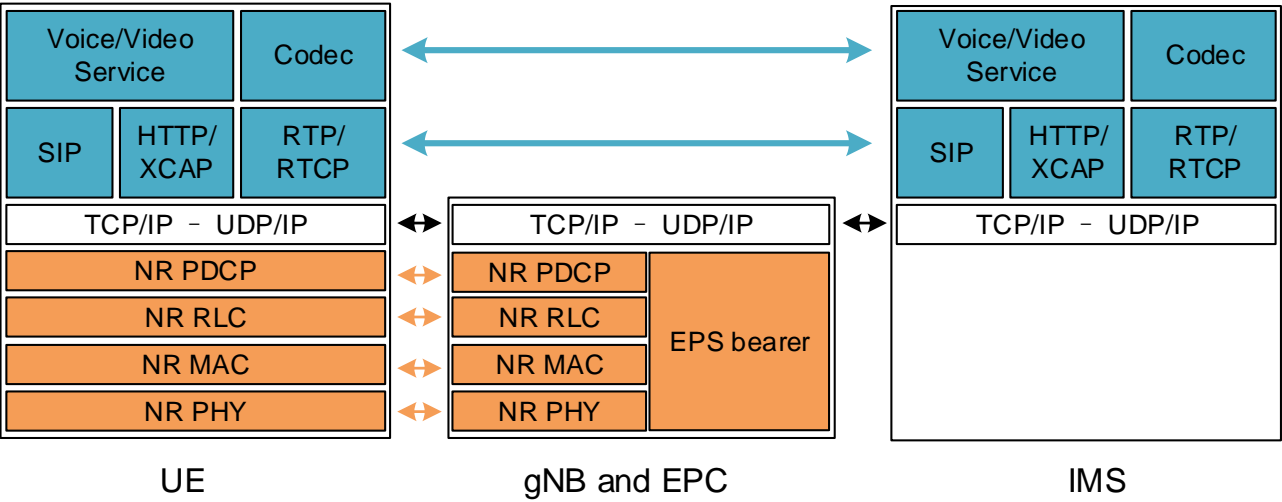 Voice/Video
Service
Codec
SIP
HTTP/
XCAP
RTP/
RTCP
TCP/IP – UDP/IP
NR PDCP
NR RLC
NR MAC
NR PHY
UE
TCP/IP – UDP/IP
NR PDCP
NR RLC
NR MAC
NR PHY
EPS bearer
gNB and EPC
Voice/Video
Service
Codec
SIP
HTTP/
XCAP
RTP/
RTCP
TCP/IP – UDP/IP
IMS